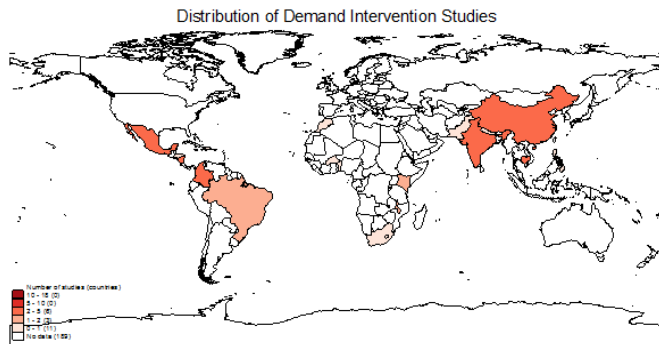 Distribution of Demand Intervention Studies
Number of studies (countries)
10 - 15 (0)
5 - 10 (0)
2 - 5 (6)
1 - 2 (3)
0 - 1 (11)
No data (189)